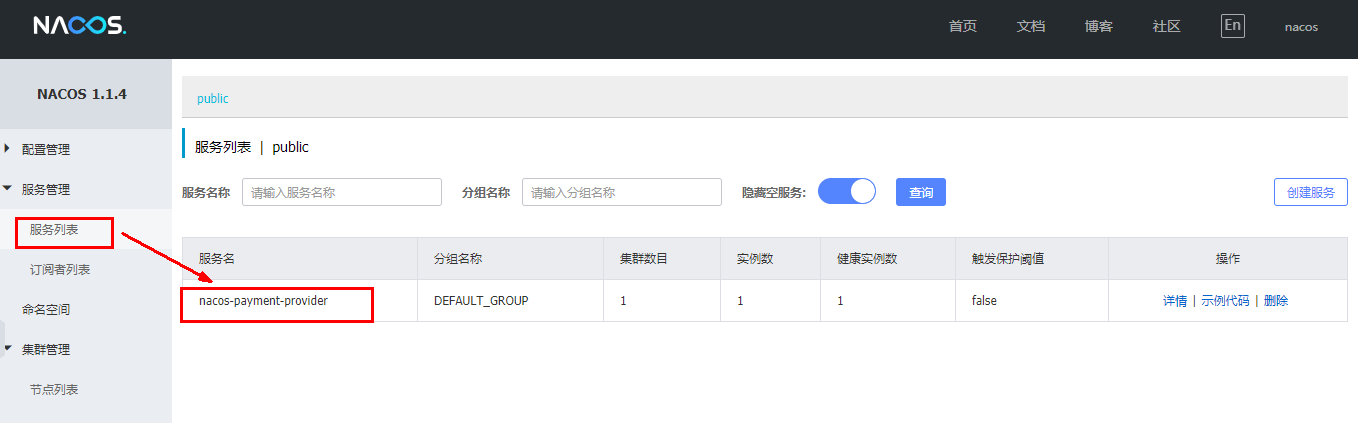 NACOS. 首页 文档 博客 社区 En nacos
NACOS 1.1.4
配置管理
服务管理
服务列表
订阅者列表
命名空间
集群管理
节点列表
public
服务列表 | public
服务名称 请输入服务名称 分组名称 请输入分组名称 隐藏空服务: 查询 创建服务
服务名 分组名称 集群数目 实例数 健康实例数 触发保护阈值 操作
nacos-payment-provider DEFAULT_GROUP 1 1 1 false 详情 | 示例代码 | 删除